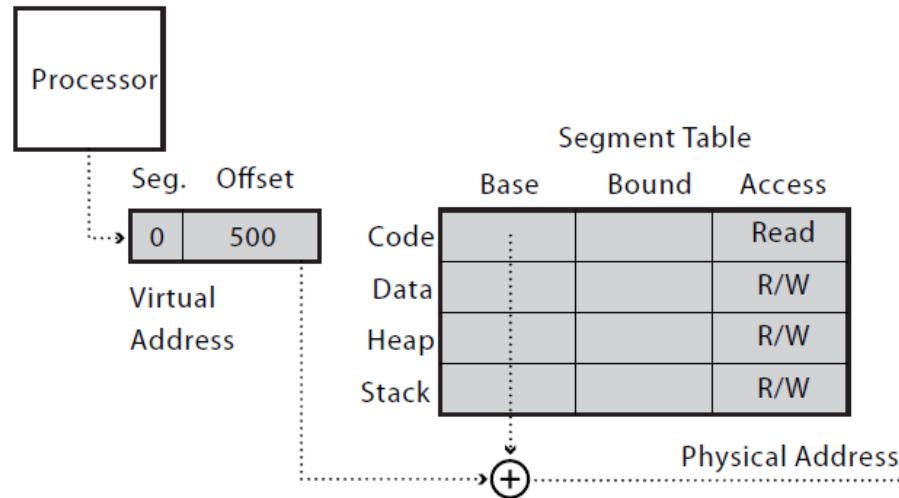 Processor
Segment Table
Seg. Offset
Base Bound Access
0 500
Code Read
Data R/W
Virtual
Address
Heap R/W
Stack R/W
Physical Address
+